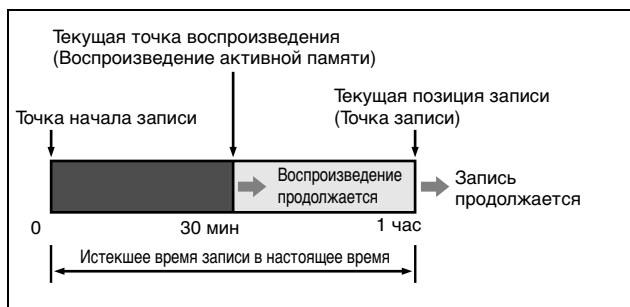 Текущая точка воспроизведения
(Воспроизведение активной памяти)
Текущая позиция записи
(Точка записи)
Точка начала записи
Воспроизведение
продолжается
Запись
продолжается
0
30 мин
1 час
Истекшее время записи в настоящее время